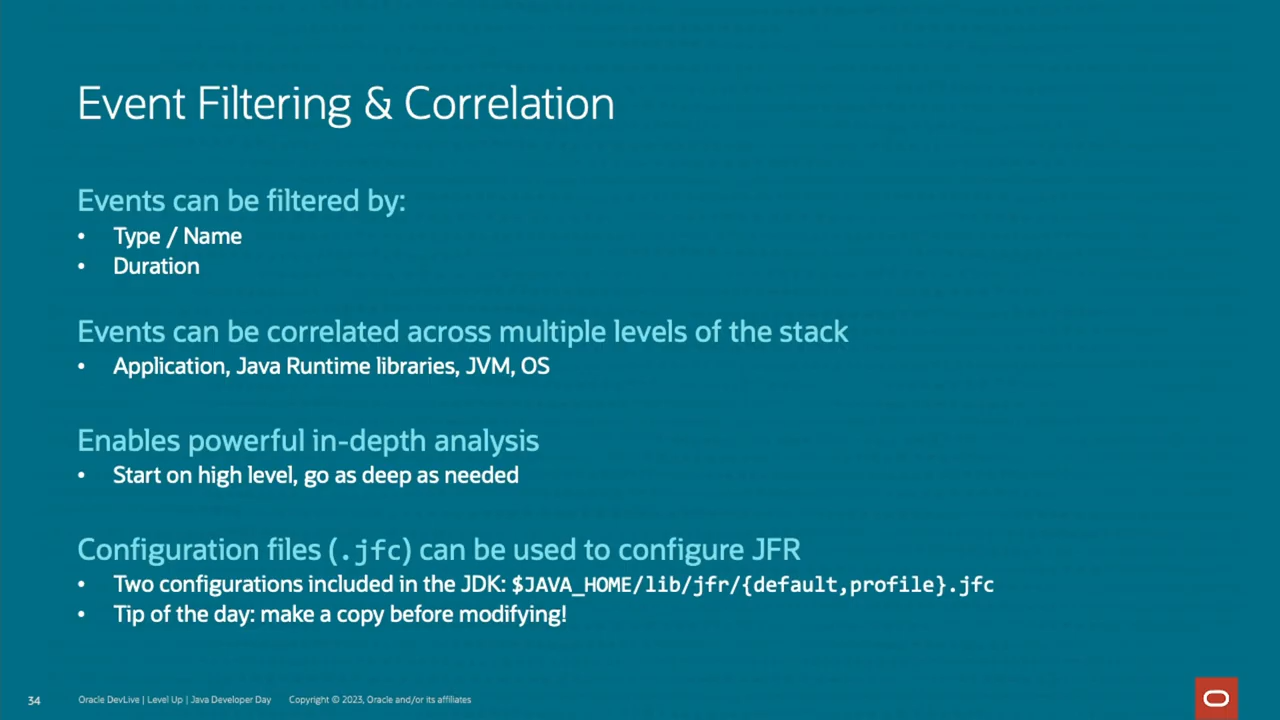 Event Filtering & Correlation
Events can be filtered by:
• Type / Name
• Duration
Events can be correlated across multiple levels of the stack
• Application, Java Runtime libraries, JVM, OS
Enables powerful in-depth analysis
• Start on high level, go as deep as needed
Configuration files (.jfc) can be used to configure JFR
• Two configurations included in the JDK: $JAVA_HOME/lib/jfr/{default,profile}.jfc
• Tip of the day: make a copy before modifying!
34 Oracle DevLive | Level Up | Java Developer Day Copyright © 2023, Oracle and/or its affiliates